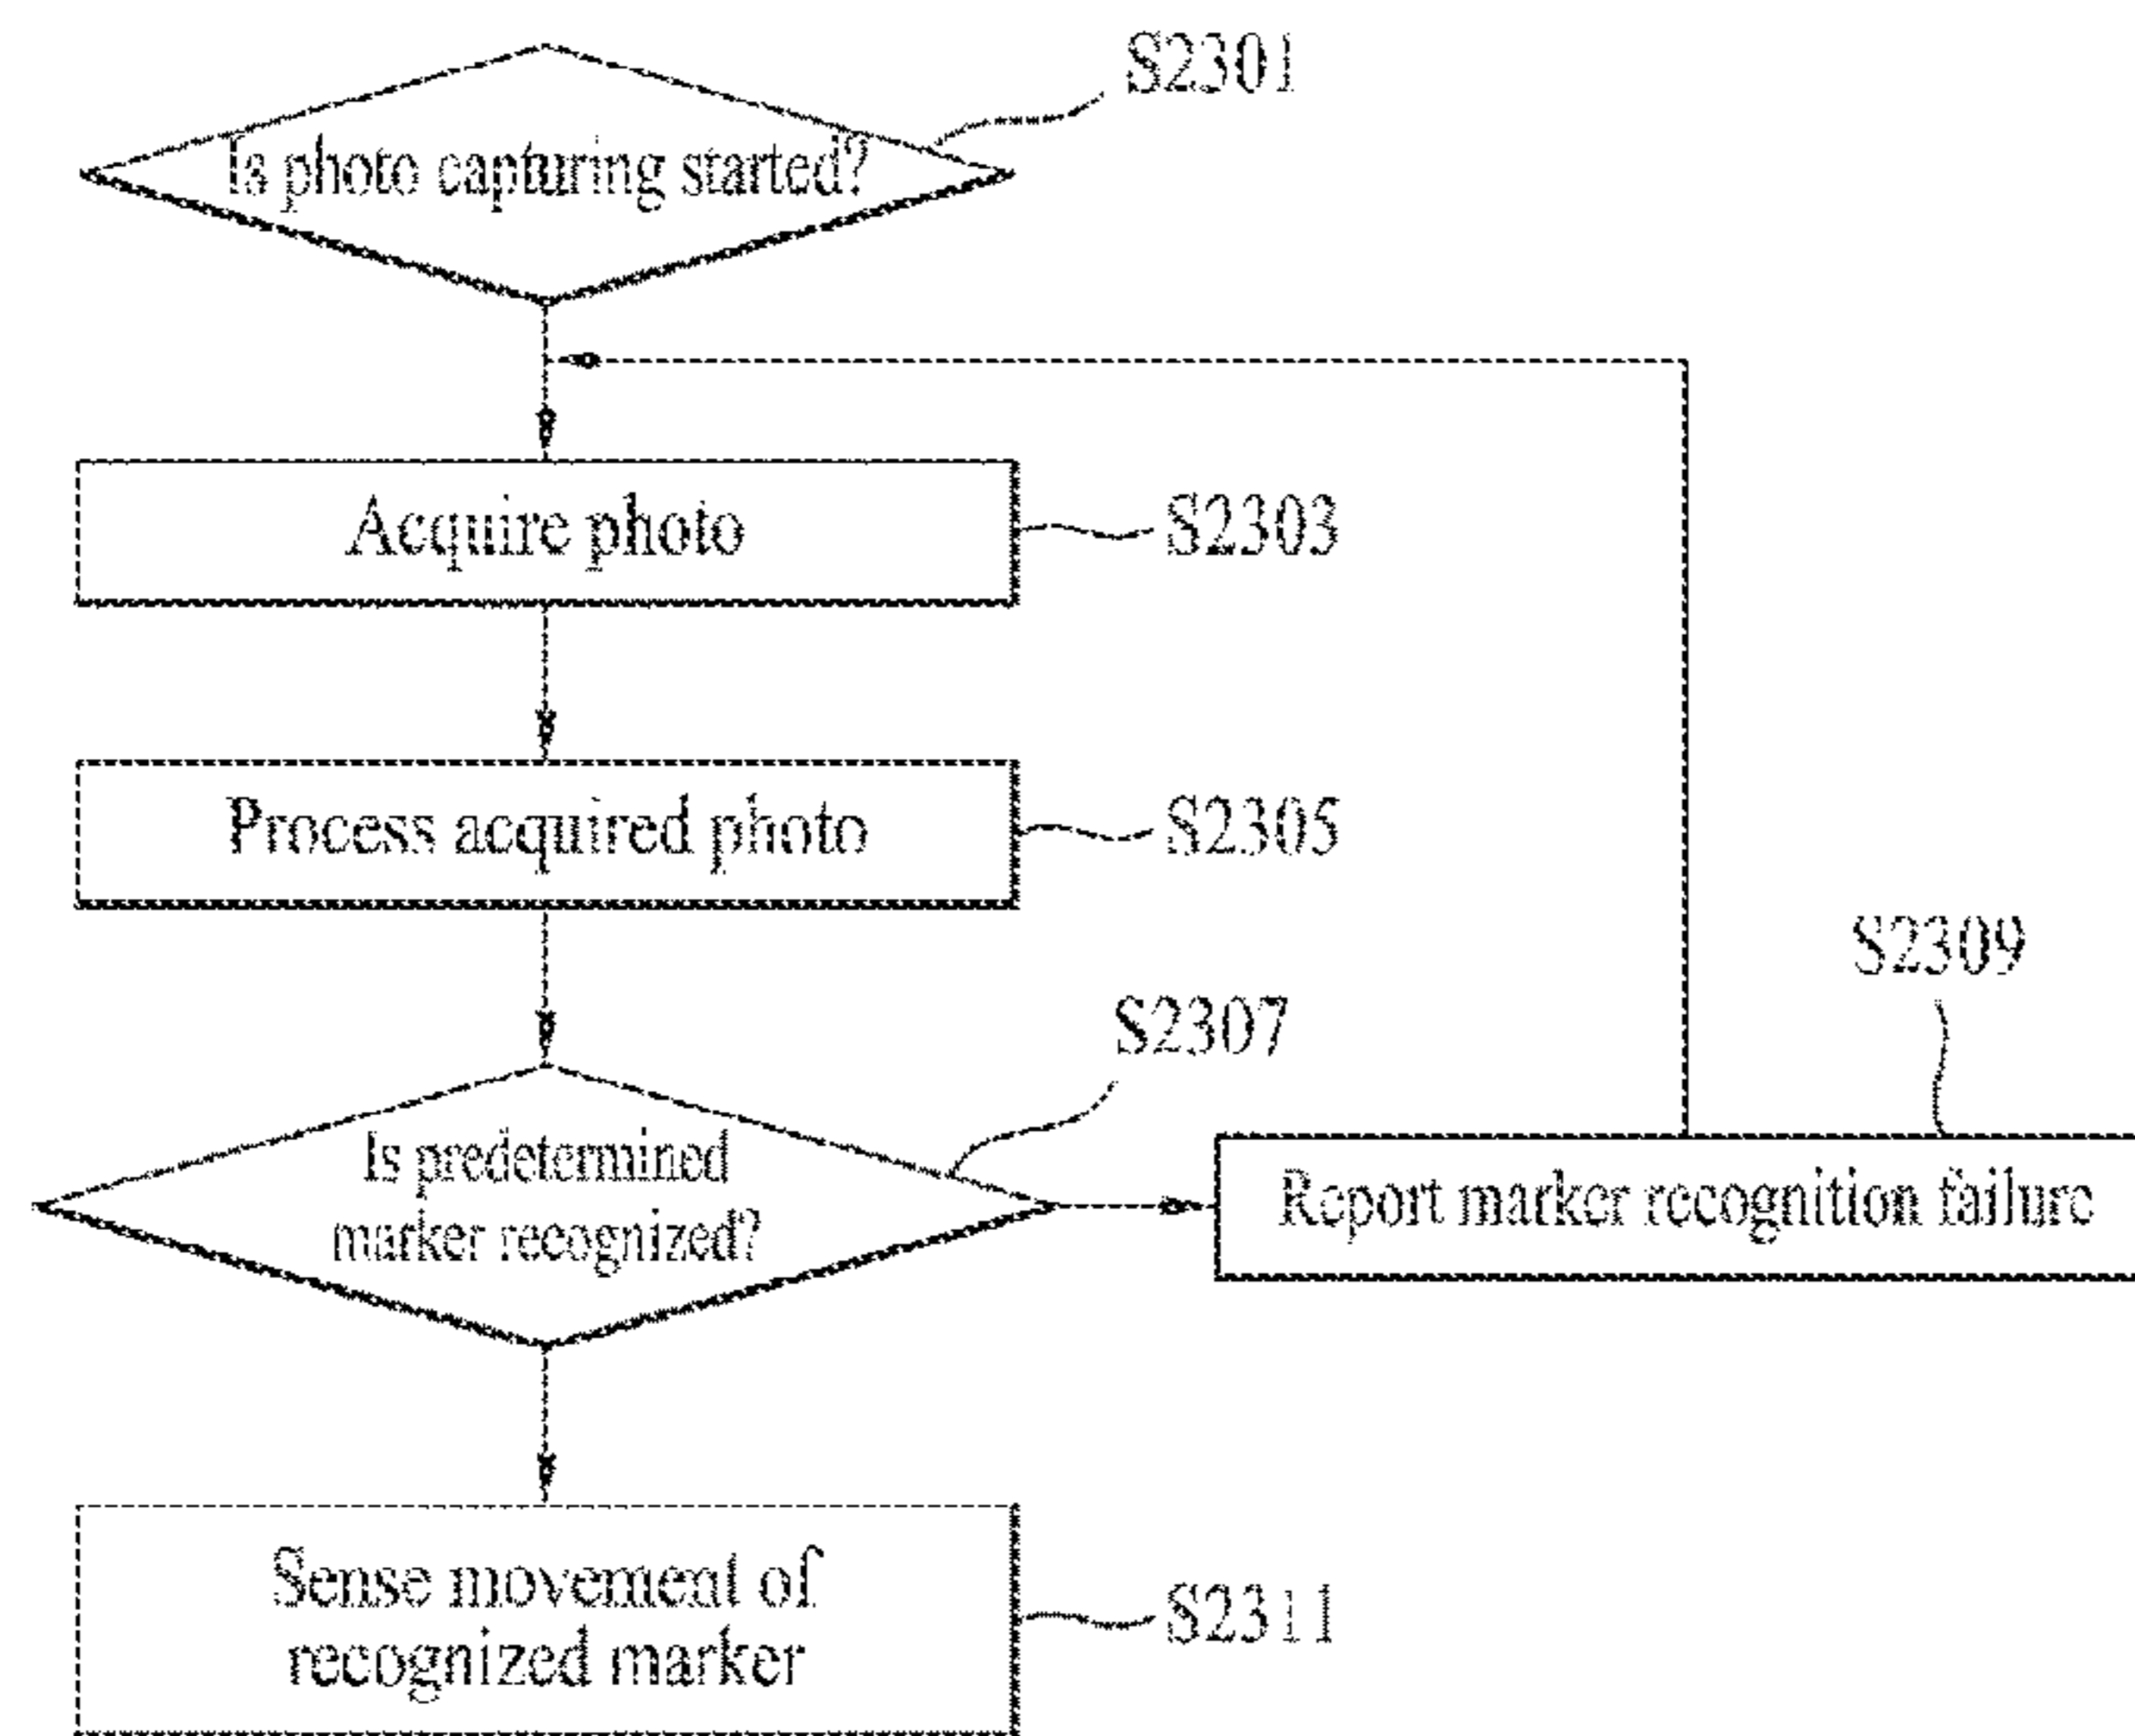 S2301
Is photo capturing started?
Acquire photo
S2303
Process acquired photo
S2305
S2309
S2307
Is predetermined
marker recognized?
Report marker recognition failure
Sense movement of
recognized marker
S2311